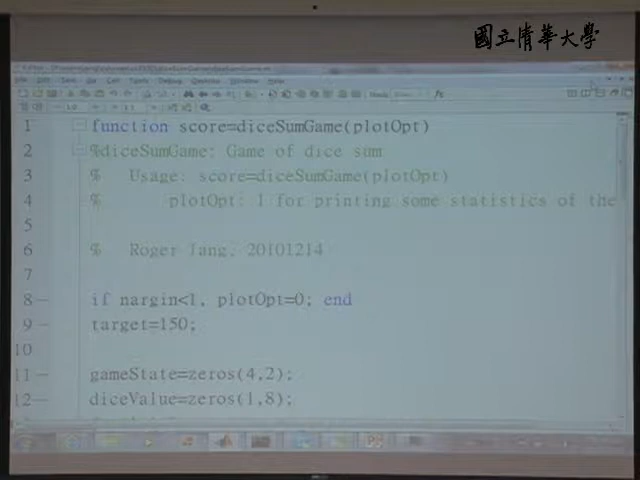 國立清華大學
1 function score=diceSumGame(plotOpt)
2 %diceSumGame: Game of dice sum
3 % Usage: score=diceSumGame(plotOpt)
4 % plotOpt: 1 for printing some statistics of the
5
6 % Roger Jang, 20101214
7
8 if nargin<1, plotOpt=0; end
9 target=150;
10
11 gameState=zeros(4,2);
12 diceValue=zeros(1,8);